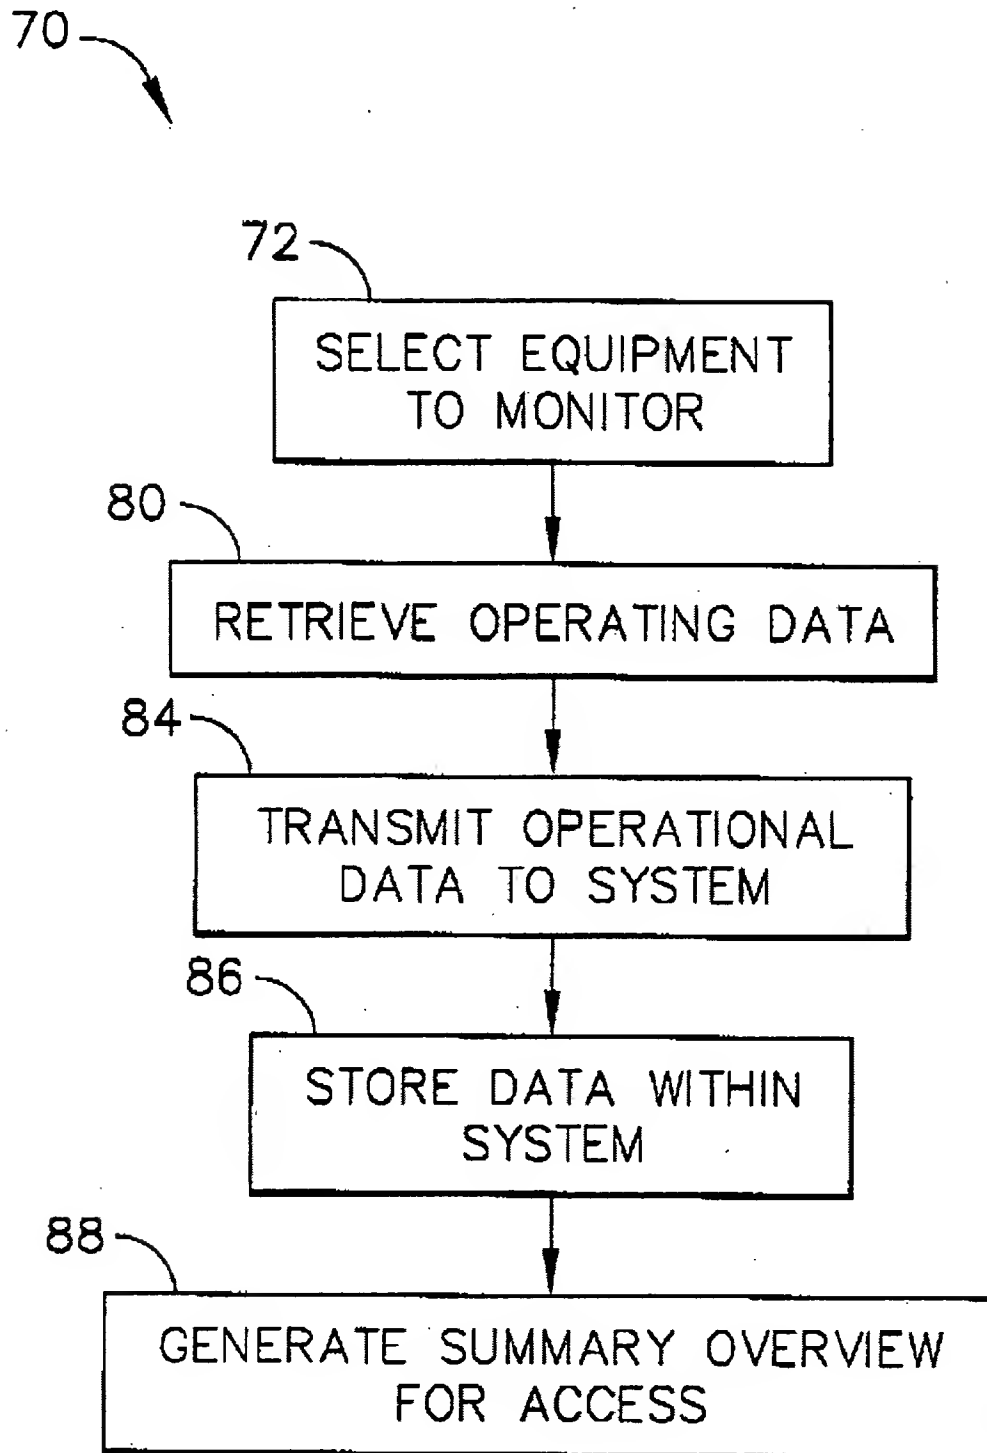 70
72
SELECT EQUIPMENT
TO MONITOR
80
RETRIEVE OPERATING DATA
84
TRANSMIT OPERATIONAL
DATA TO SYSTEM
86
STORE DATA WITHIN
SYSTEM
88
GENERATE SUMMARY OVERVIEW
FOR ACCESS